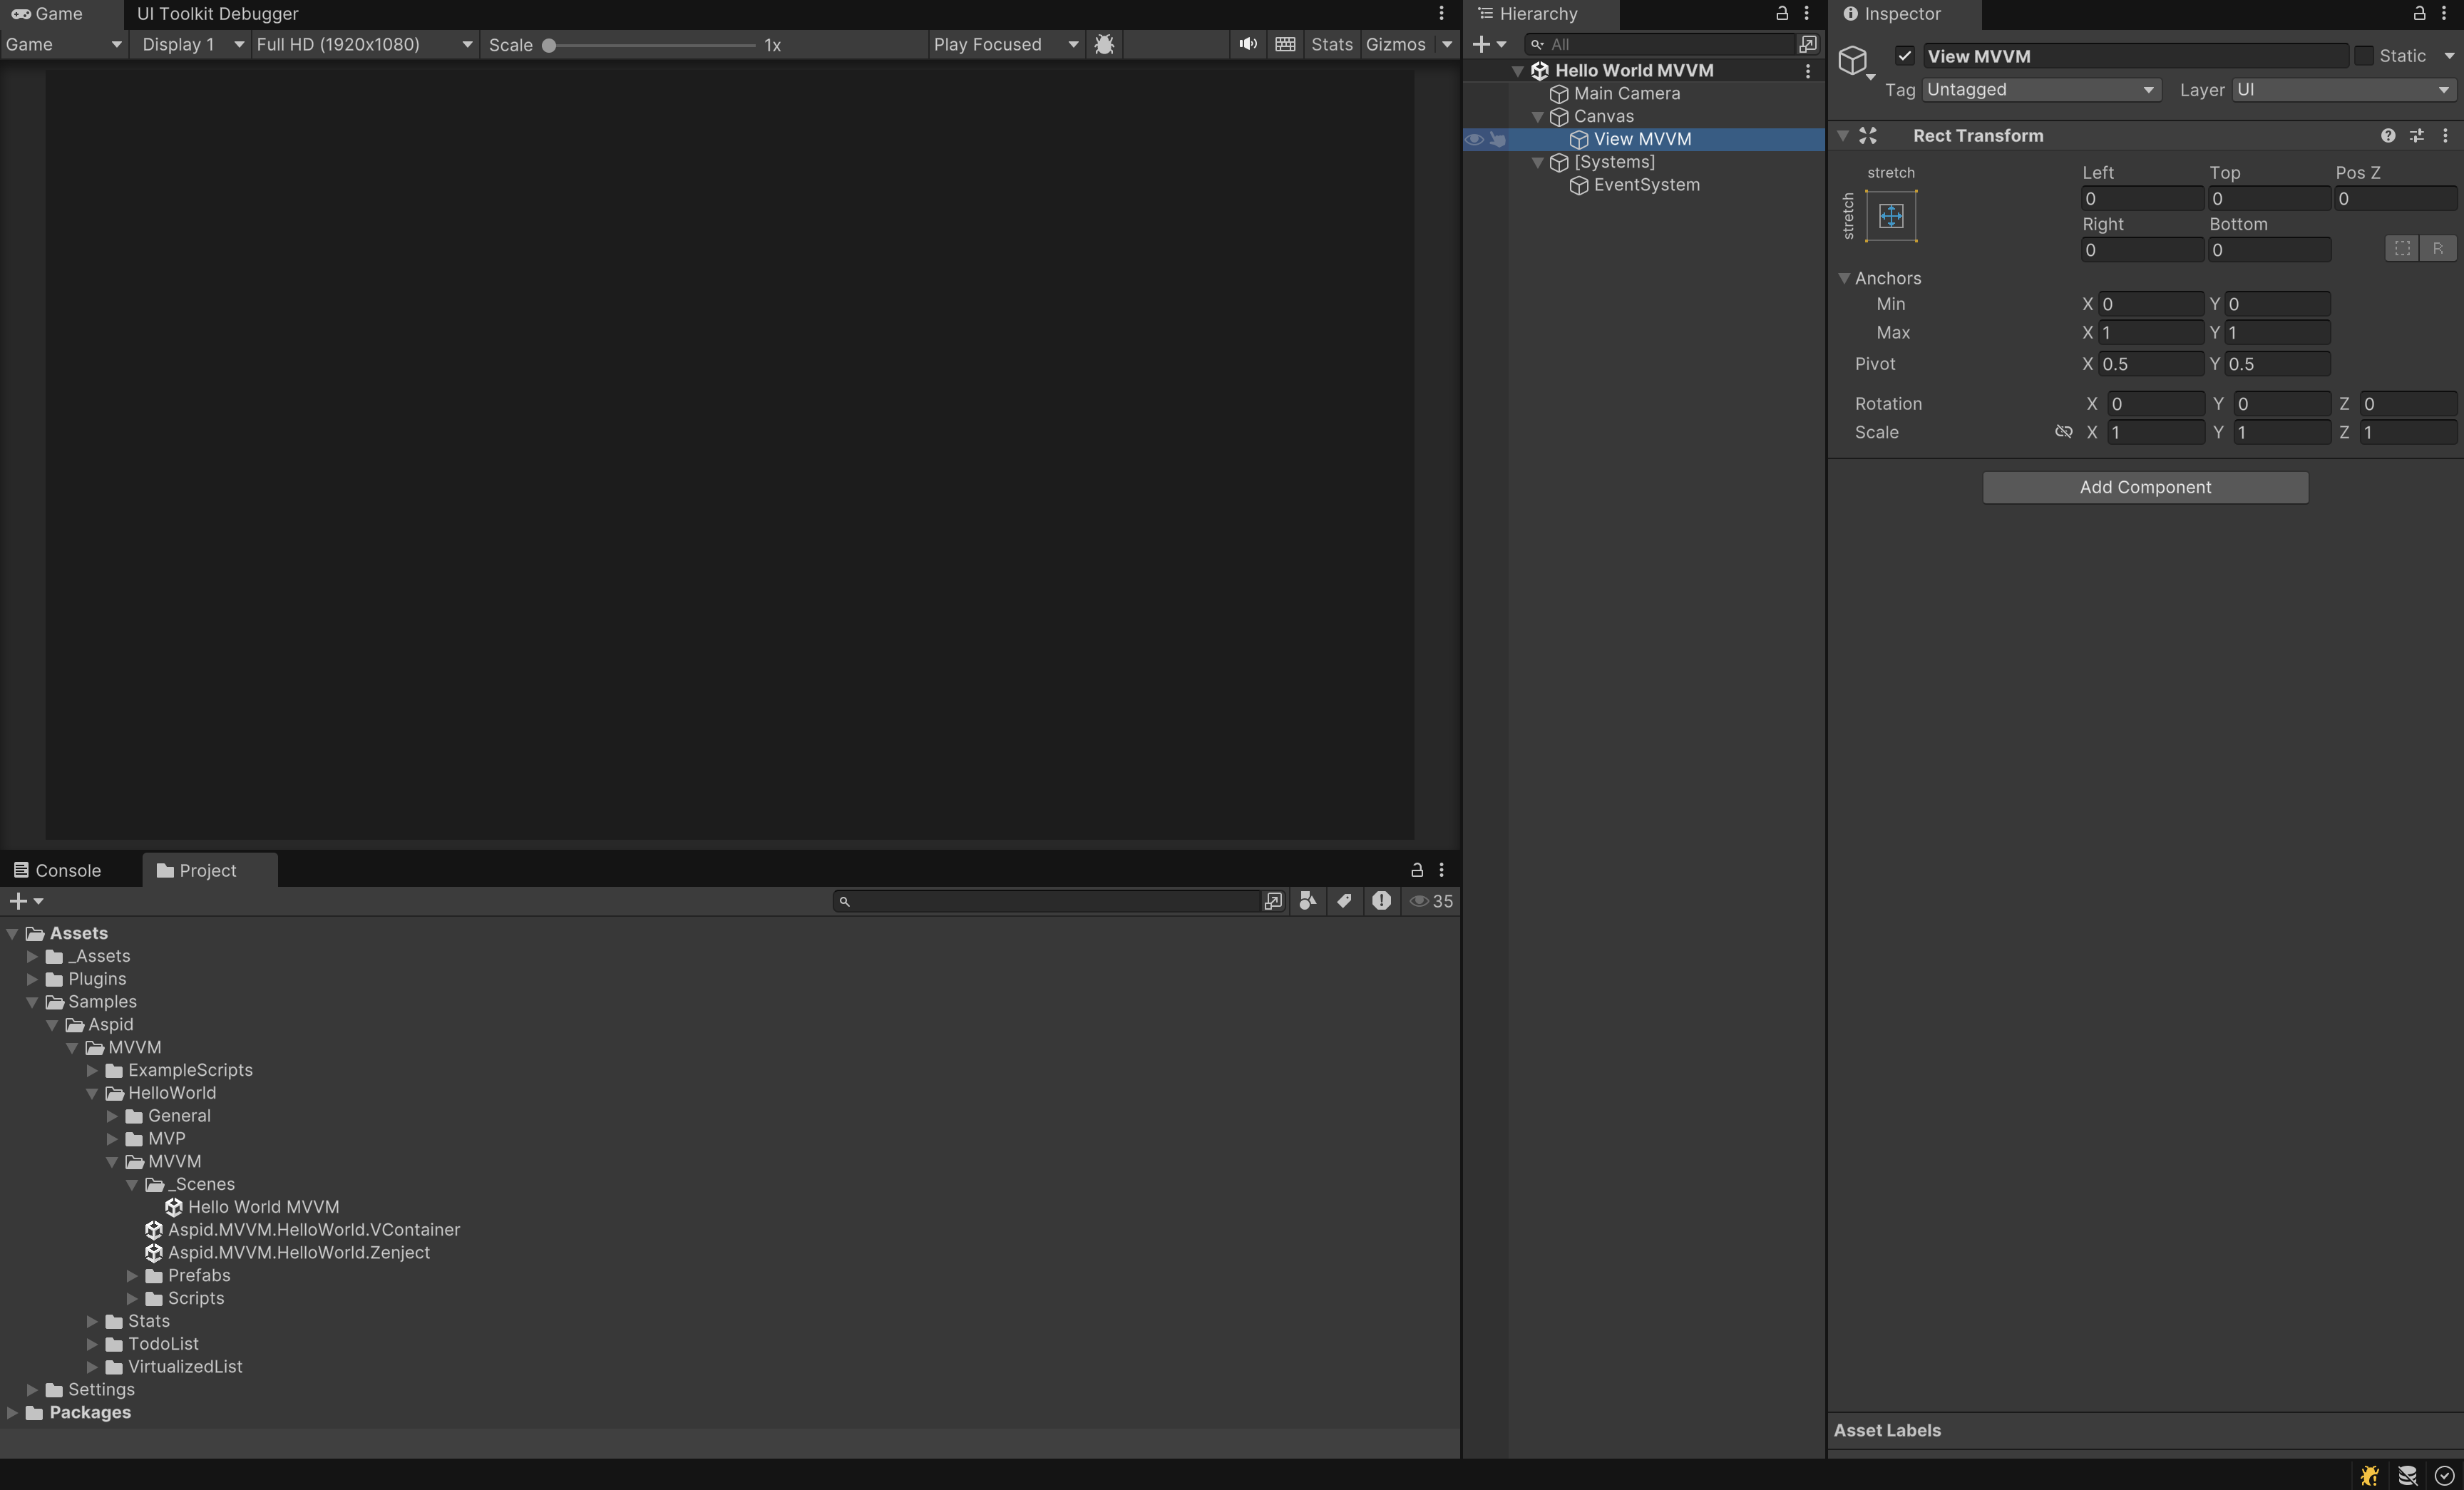 Game
UI Toolkit Debugger
Game
Display 1
Full HD (1920x1080)
Scale
1x
Play Focused
Stats
Gizmos
Console
Project
35
Assets
_Assets
Plugins
Samples
Aspid
MVVM
ExampleScripts
HelloWorld
General
MVP
MVVM
_Scenes
Hello World MVVM
Aspid.MVVM.HelloWorld.VContainer
Aspid.MVVM.HelloWorld.Zenject
Prefabs
Scripts
Stats
TodoList
VirtualizedList
Settings
Packages
Hierarchy
All
Hello World MVVM
Main Camera
Canvas
View MVVM
[Systems]
EventSystem
Inspector
View MVVM
Static
Tag Untagged
Layer UI
Rect Transform
stretch
stretch
Left Top Pos Z
0 0 0
Right Bottom
0 0
R
Anchors
Min X 0 Y 0
Max X 1 Y 1
Pivot X 0.5 Y 0.5
Rotation X 0 Y 0 Z 0
Scale X 1 Y 1 Z 1
Add Component
Asset Labels